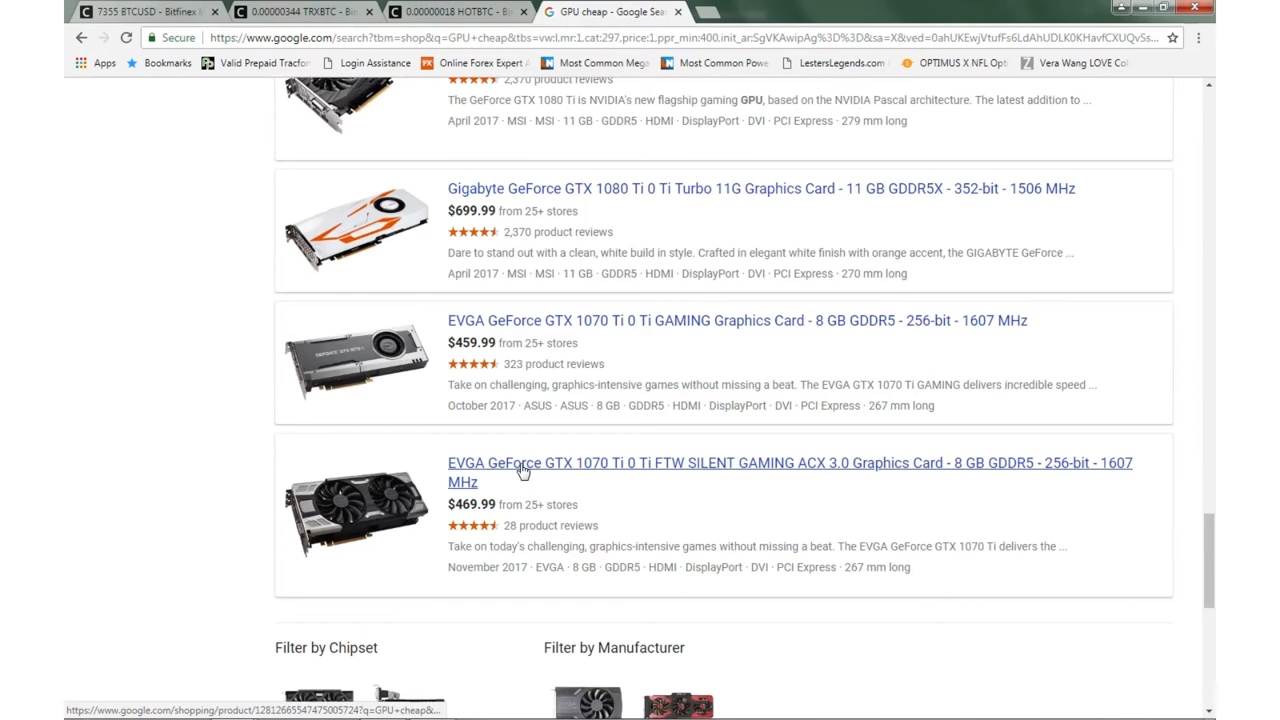 7355 BTCUSD - Bitfinex
0.00000344 TRXBTC - Bi
0.00000018 HOTBTC - B
GPU cheap - Google Sea
Secure
https://www.google.com/search?tbm=shop&q=GPU+cheap&tbs=vw:l,mr:1,cat:297,price:1,ppr_min:400,init_ar:SgVKAwipAg%3D%3D&sa=X&ved=0ahUKEwjVtufFs6LdAhUDLK0KHavfCXUQvSs...
Apps
Bookmarks
Valid Prepaid Tracfon
Login Assistance
Online Forex Expert A
Most Common Mega
Most Common Powe
LestersLegends.com
OPTIMUS X NFL Opti
Vera Wang LOVE Col
2,370 product reviews
The GeForce GTX 1080 Ti is NVIDIA's new flagship gaming GPU, based on the NVIDIA Pascal architecture. The latest addition to ...
April 2017 · MSI · MSI · 11 GB · GDDR5 · HDMI · DisplayPort · DVI · PCI Express · 279 mm long
Gigabyte GeForce GTX 1080 Ti 0 Ti Turbo 11G Graphics Card - 11 GB GDDR5X - 352-bit - 1506 MHz
$699.99 from 25+ stores
2,370 product reviews
Dare to stand out with a clean, white build in style. Crafted in elegant white finish with orange accent, the GIGABYTE GeForce ...
April 2017 · MSI · MSI · 11 GB · GDDR5 · HDMI · DisplayPort · DVI · PCI Express · 270 mm long
EVGA GeForce GTX 1070 Ti 0 Ti GAMING Graphics Card - 8 GB GDDR5 - 256-bit - 1607 MHz
$459.99 from 25+ stores
323 product reviews
Take on challenging, graphics-intensive games without missing a beat. The EVGA GTX 1070 Ti GAMING delivers incredible speed ...
October 2017 · ASUS · ASUS · 8 GB · GDDR5 · HDMI · DisplayPort · DVI · PCI Express · 267 mm long
EVGA GeForce GTX 1070 Ti 0 Ti FTW SILENT GAMING ACX 3.0 Graphics Card - 8 GB GDDR5 - 256-bit - 1607
MHz
$469.99 from 25+ stores
28 product reviews
Take on today's challenging, graphics-intensive games without missing a beat. The EVGA GeForce GTX 1070 Ti delivers the ...
November 2017 · EVGA · 8 GB · GDDR5 · HDMI · DisplayPort · DVI · PCI Express · 267 mm long
Filter by Chipset
Filter by Manufacturer
https://www.google.com/shopping/product/12812665547475005724?q=GPU+cheap&...